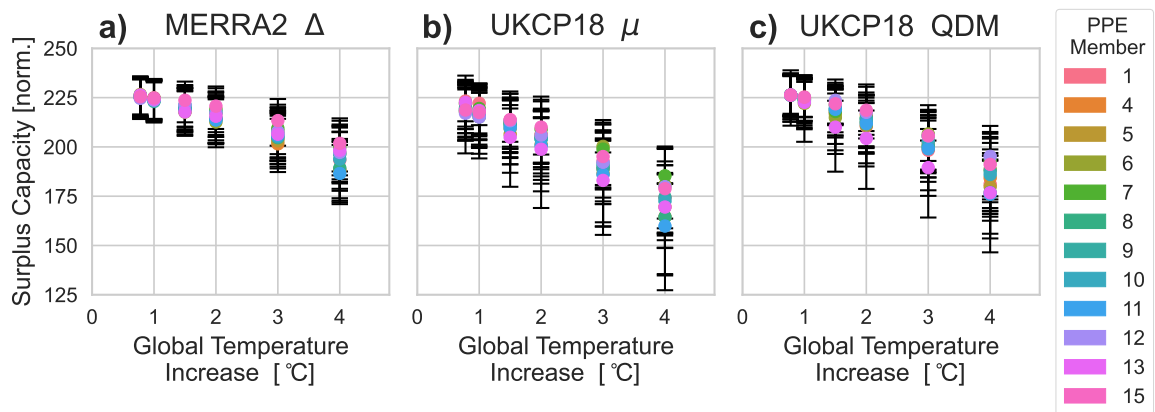 a) MERRA2 Δ
b) UKCP18 μ
c) UKCP18 QDM
Surplus Capacity [norm.]
250
225
200
175
150
125
0 1 2 3 4
0 1 2 3 4
0 1 2 3 4
Global Temperature
Increase [°C]
Global Temperature
Increase [°C]
Global Temperature
Increase [°C]
PPE
Member
1
4
5
6
7
8
9
10
11
12
13
15